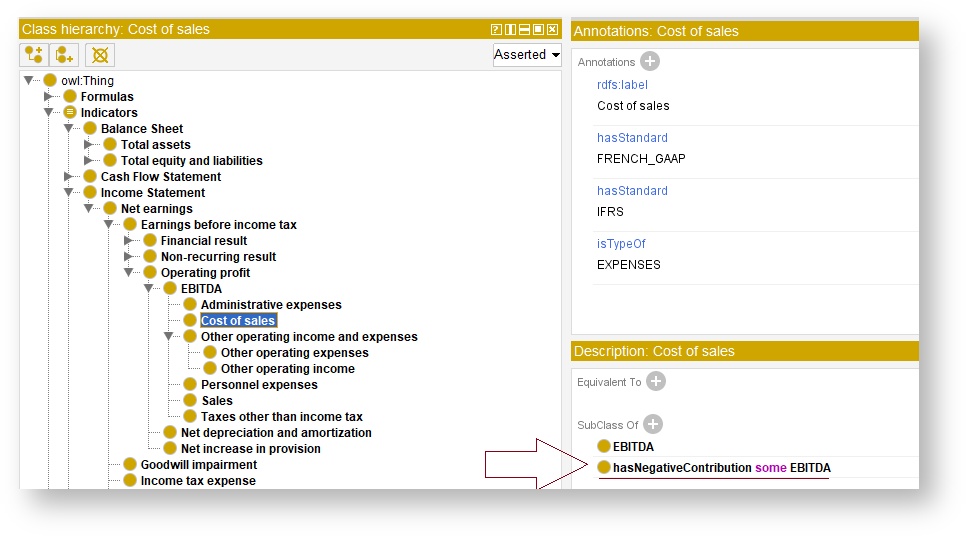 Class hierarchy: Cost of sales
Asserted
owl:Thing
Formulas
Indicators
Balance Sheet
Total assets
Total equity and liabilities
Cash Flow Statement
Income Statement
Net earnings
Earnings before income tax
Financial result
Non-recurring result
Operating profit
EBITDA
Administrative expenses
Cost of sales
Other operating income and expenses
Other operating expenses
Other operating income
Personnel expenses
Sales
Taxes other than income tax
Net depreciation and amortization
Net increase in provision
Goodwill impairment
Income tax expense
Annotations: Cost of sales
Annotations
rdfs:label
Cost of sales
hasStandard
FRENCH_GAAP
hasStandard
IFRS
isTypeOf
EXPENSES
Description: Cost of sales
Equivalent To
SubClass Of
EBITDA
hasNegativeContribution some EBITDA